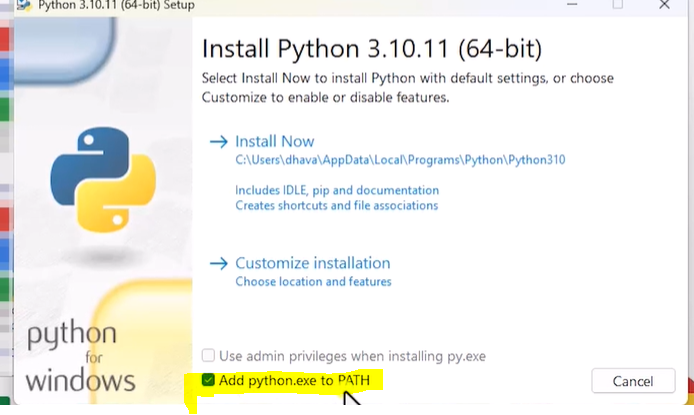 Python 3.10.11 (64-bit) Setup
Install Python 3.10.11 (64-bit)
Select Install Now to install Python with default settings, or choose
Customize to enable or disable features.
Install Now
C:\Users\dhava\AppData\Local\Programs\Python\Python310
Includes IDLE, pip and documentation
Creates shortcuts and file associations
Customize installation
Choose location and features
python
for
windows
Use admin privileges when installing py.exe
Add python.exe to PATH
Cancel